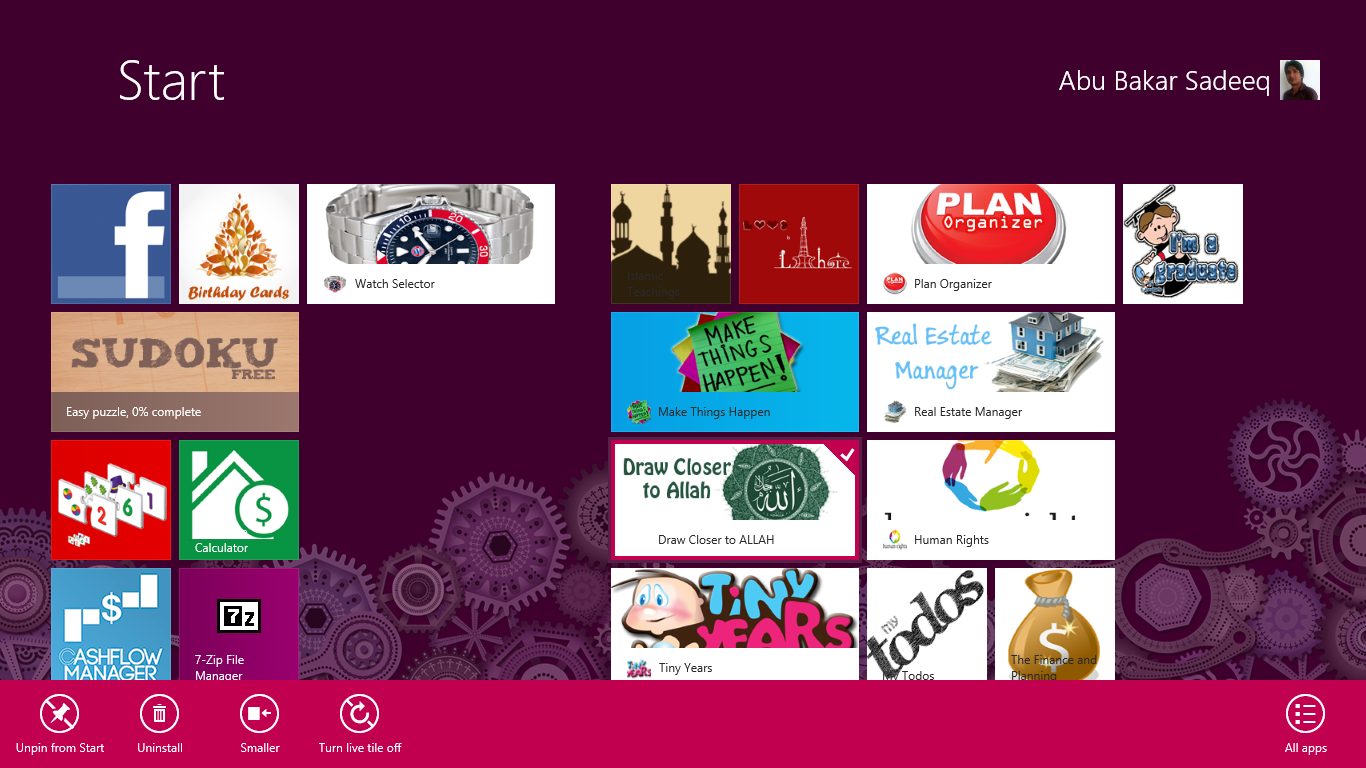 Start
Abu Bakar Sadeeq
f
Birthday Cards
Watch Selector
SUDOKU
FREE
Easy puzzle, 0% complete
2 6 1
$
Calculator
$
CASHFLOW
MANAGER
7z
7-Zip File
Manager
Islamic
Teachings
LOVE
is
Lahore
PLAN
Organizer
Plan Organizer
I'm a
graduate
MAKE
THINGS
HAPPEN!
Make Things Happen
Real Estate
Manager
Real Estate Manager
Draw Closer
to Allah
الله
Draw Closer to ALLAH
Human Rights
TiNY
YEARS
Tiny Years
my
todos
My Todos
$
The Finance and
Planning
Unpin from Start
Uninstall
Smaller
Turn live tile off
All apps